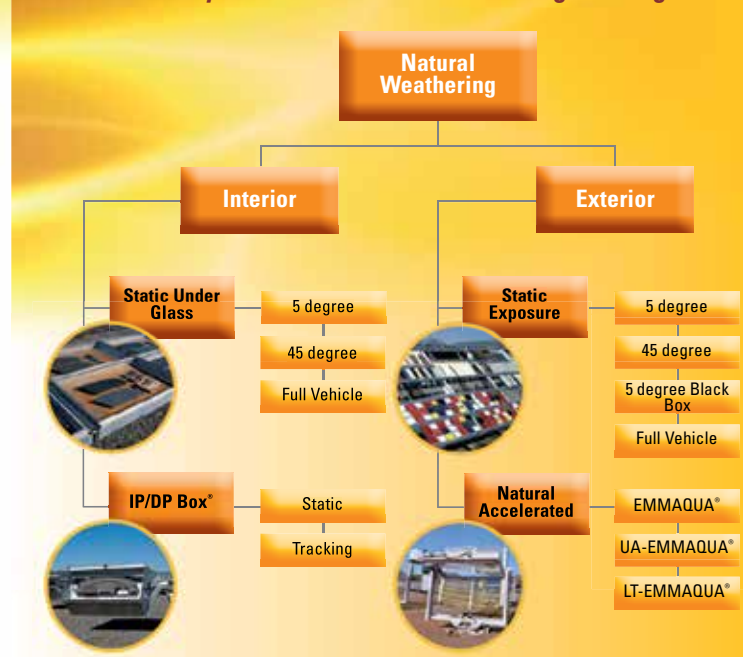 Natural
Weathering
Interior
Exterior
Static Under
Glass
5 degree
45 degree
Full Vehicle
IP/DP Box®
Static
Tracking
Static
Exposure
5 degree
45 degree
5 degree Black
Box
Full Vehicle
Natural
Accelerated
EMMAQUA®
UA-EMMAQUA®
LT-EMMAQUA®